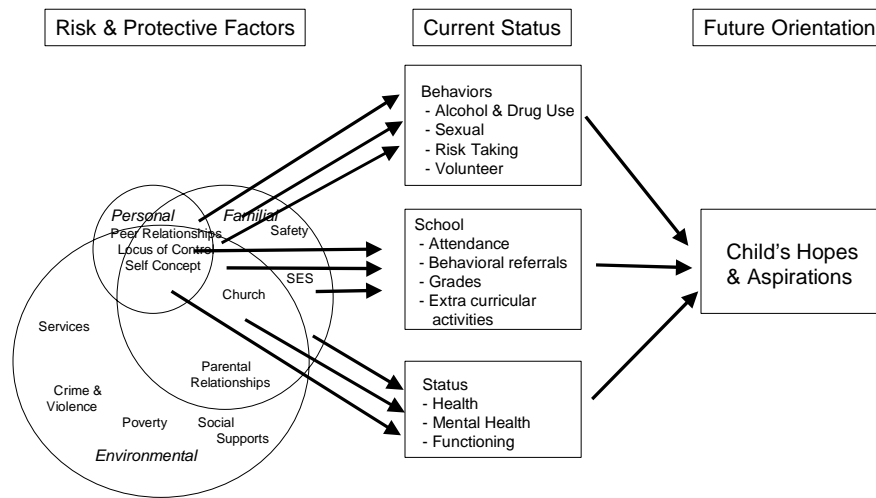 Risk & Protective Factors
Current Status
Future Orientation
Behaviors
- Alcohol & Drug Use
- Sexual
- Risk Taking
- Volunteer
Personal
Familial
Peer Relationships
Safety
Locus of Control
Self Concept
SES
Church
Services
Parental
Relationships
Crime &
Violence
Poverty
Social
Supports
Environmental
School
- Attendance
- Behavioral referrals
- Grades
- Extra curricular
activities
Status
- Health
- Mental Health
- Functioning
Child's Hopes
& Aspirations